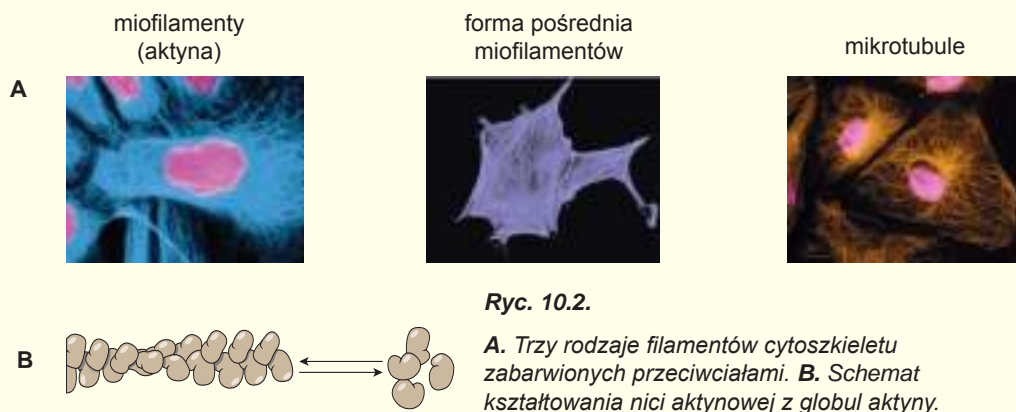 miofilamenty
(aktyna)
forma pośrednia
miofilamentów
mikrotubule
A
Ryc. 10.2.
B
A. Trzy rodzaje filamentów cytoszkieletu
zabarwionych przeciwciałami. B. Schemat
kształtowania nici aktynowej z globul aktyny.